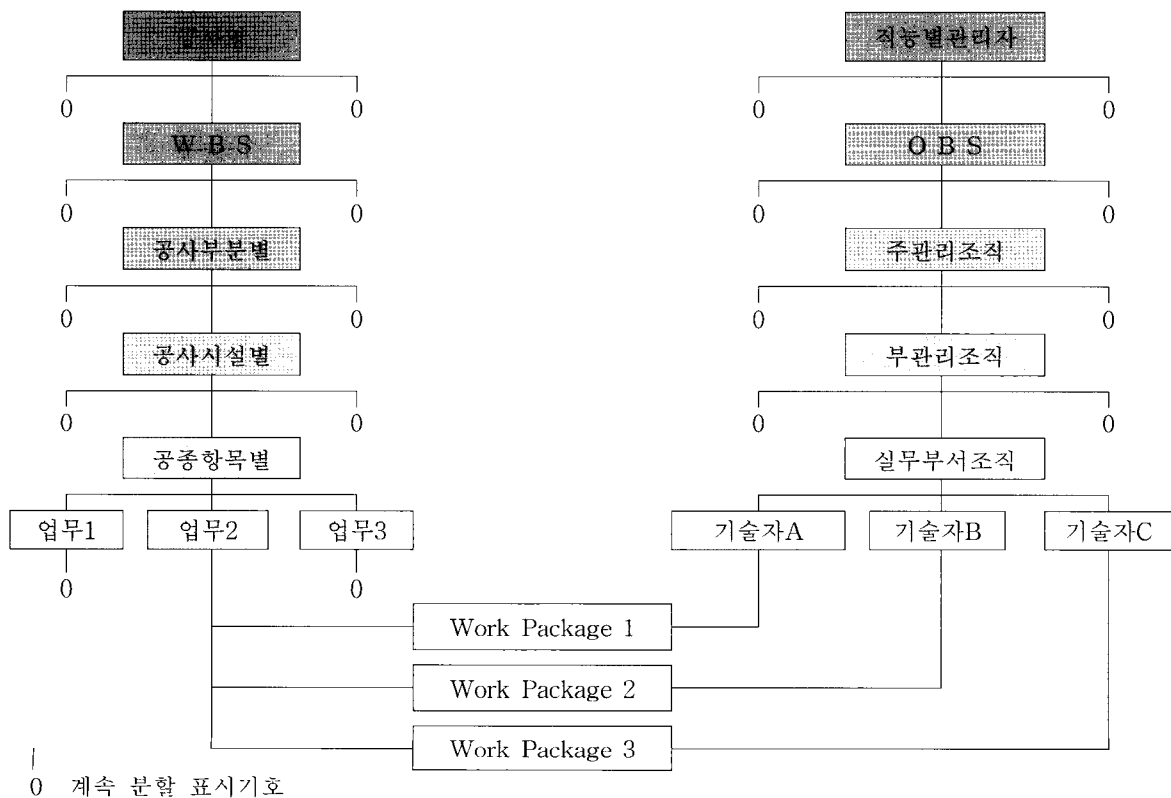 직능별관리자
0 0 0 0
W B S O B S
0 0 0 0
공사부분별 주관리조직
0 0 0 0
공사시설별 부관리조직
0 0 0 0
공종항목별 실무부서조직
업무1 업무2 업무3 기술자A 기술자B 기술자C
0 0
Work Package 1
Work Package 2
Work Package 3
0 계속 분할 표시기호